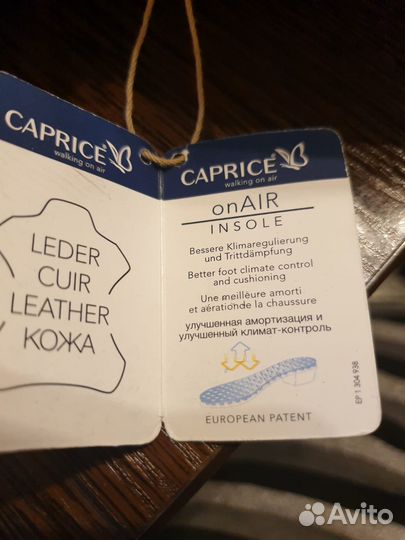 CAPRICE
walking on air
LEDER
CUIR
LEATHER
КОЖА
CAPRICE
walking on air
onAIR
INSOLE
Bessere Klimaregulierung
und Trittdämpfung
Better foot climate control
and cushioning
Une meilleure amorti
et aération de la chaussure
улучшенная амортизация и
улучшенный климат-контроль
EUROPEAN PATENT
EP 1 304 938
Avito